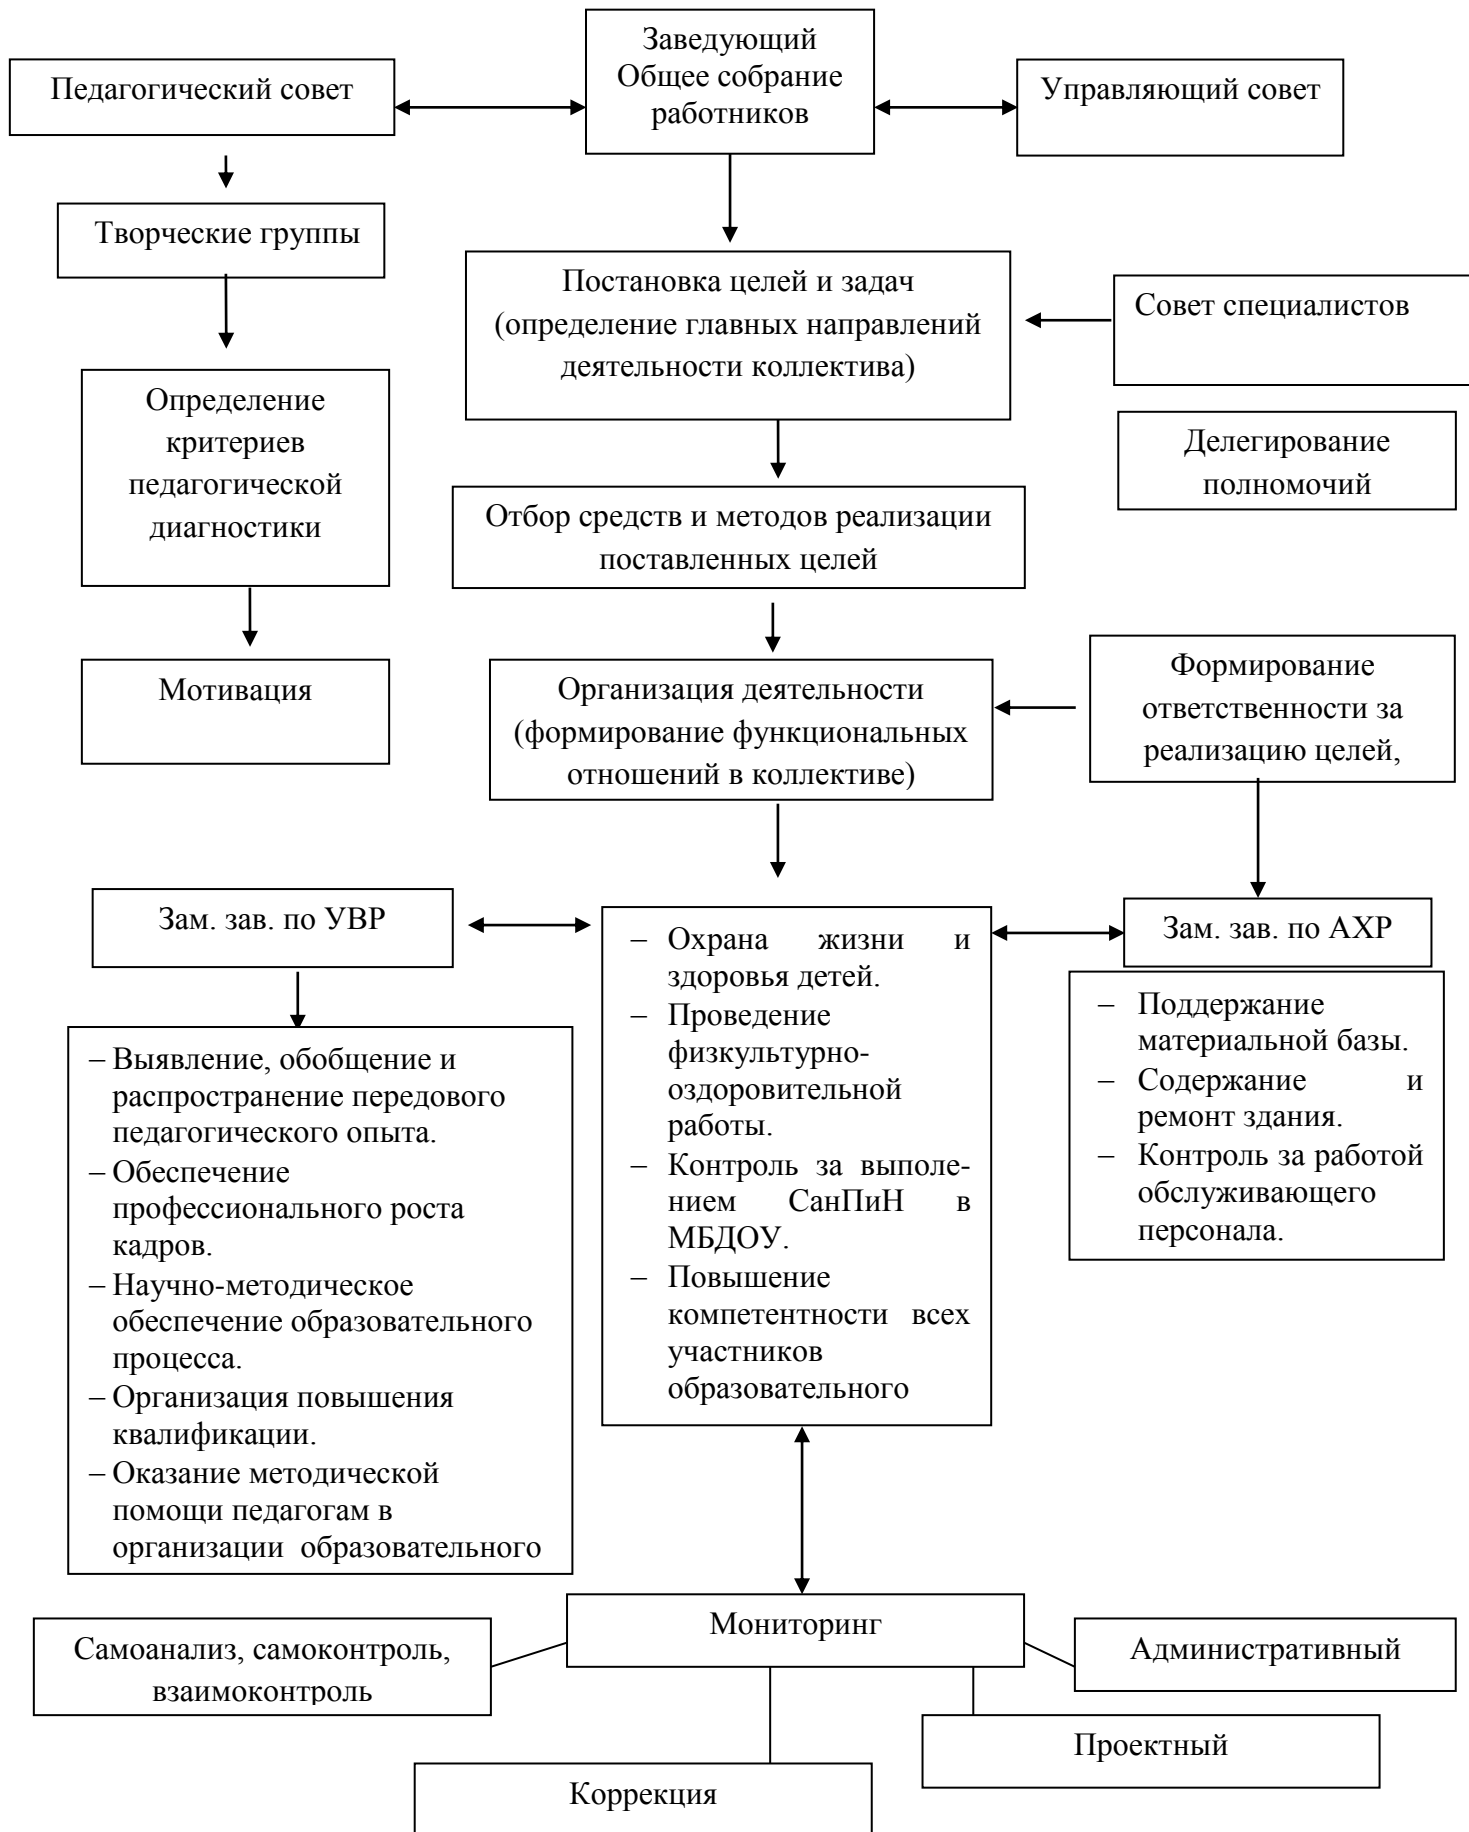 Заведующий
Общее собрание
работников
Педагогический совет
Управляющий совет
Творческие группы
Постановка целей и задач
(определение главных направлений
деятельности коллектива)
Совет специалистов
Определение
критериев
педагогической
диагностики
Делегирование
полномочий
Отбор средств и методов реализации
поставленных целей
Мотивация
Организация деятельности
(формирование функциональных
отношений в коллективе)
Формирование
ответственности за
реализацию целей,
Зам. зав. по УВР
– Охрана жизни и
здоровья детей.
– Проведение
физкультурно-
оздоровительной
работы.
– Контроль за выполе-
нием СанПиН в
МБДОУ.
– Повышение
компетентности всех
участников
образовательного
Зам. зав. по АХР
– Поддержание
материальной базы.
– Содержание и
ремонт здания.
– Контроль за работой
обслуживающего
персонала.
– Выявление, обобщение и
распространение передового
педагогического опыта.
– Обеспечение
профессионального роста
кадров.
– Научно-методическое
обеспечение образовательного
процесса.
– Организация повышения
квалификации.
– Оказание методической
помощи педагогам в
организации образовательного
Мониторинг
Самоанализ, самоконтроль,
взаимоконтроль
Административный
Проектный
Коррекция